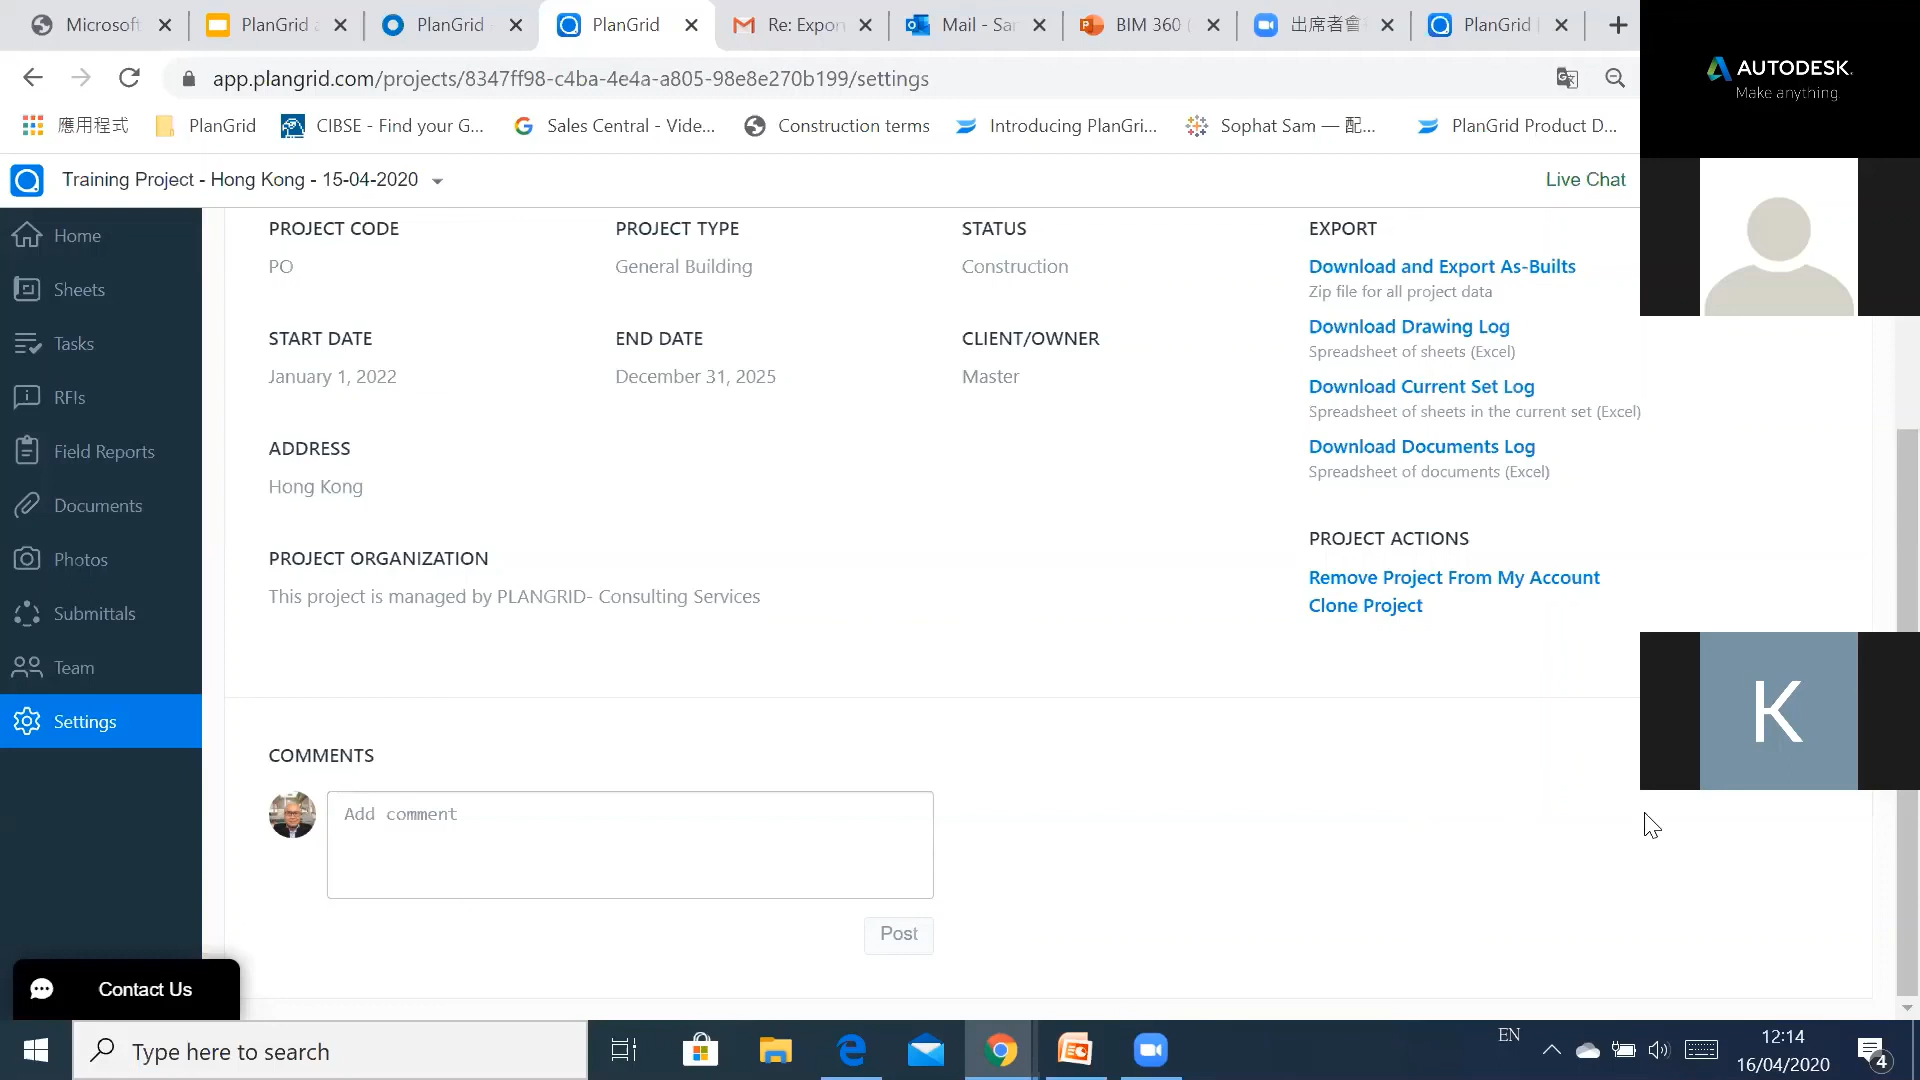 Microsoft
PlanGrid a
PlanGrid
PlanGrid
Re: Expor
Mail - Sa
BIM 360
出席者會
PlanGrid
app.plangrid.com/projects/8347ff98-c4ba-4e4a-a805-98e8e270b199/settings
應用程式
PlanGrid
CIBSE - Find your G...
Sales Central - Vide...
Construction terms
Introducing PlanGri...
Sophat Sam — 配...
PlanGrid Product D...
AUTODESK.
Make anything.
Training Project - Hong Kong - 15-04-2020
Live Chat
Home
Sheets
Tasks
RFIs
Field Reports
Documents
Photos
Submittals
Team
Settings
PROJECT CODE
PO
PROJECT TYPE
General Building
STATUS
Construction
START DATE
January 1, 2022
END DATE
December 31, 2025
CLIENT/OWNER
Master
ADDRESS
Hong Kong
PROJECT ORGANIZATION
This project is managed by PLANGRID- Consulting Services
EXPORT
Download and Export As-Builts
Zip file for all project data
Download Drawing Log
Spreadsheet of sheets (Excel)
Download Current Set Log
Spreadsheet of sheets in the current set (Excel)
Download Documents Log
Spreadsheet of documents (Excel)
PROJECT ACTIONS
Remove Project From My Account
Clone Project
K
COMMENTS
Add comment
Post
Contact Us
Type here to search
EN
12:14
16/04/2020
4